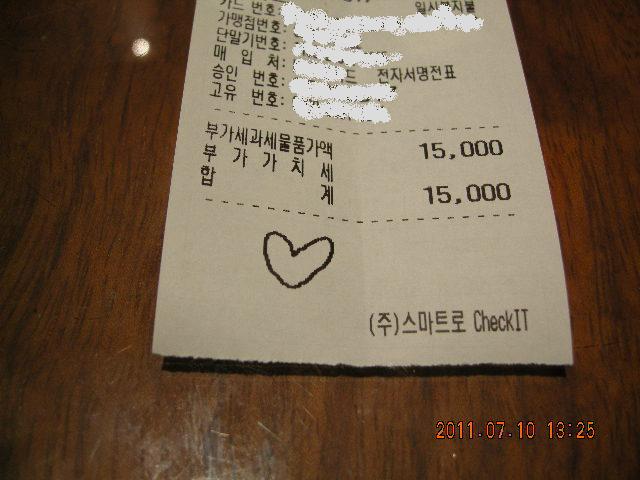 카드 번호: 일시불지불
가맹점번호:
단말기번호:
매 입 처:
승인 번호: 드 전자서명전표
고유 번호:
부가세과세물품가액 15,000
부 가 가 치 세
합 계 15,000
(주)스마트로 CheckIT
2011.07.10 13:25